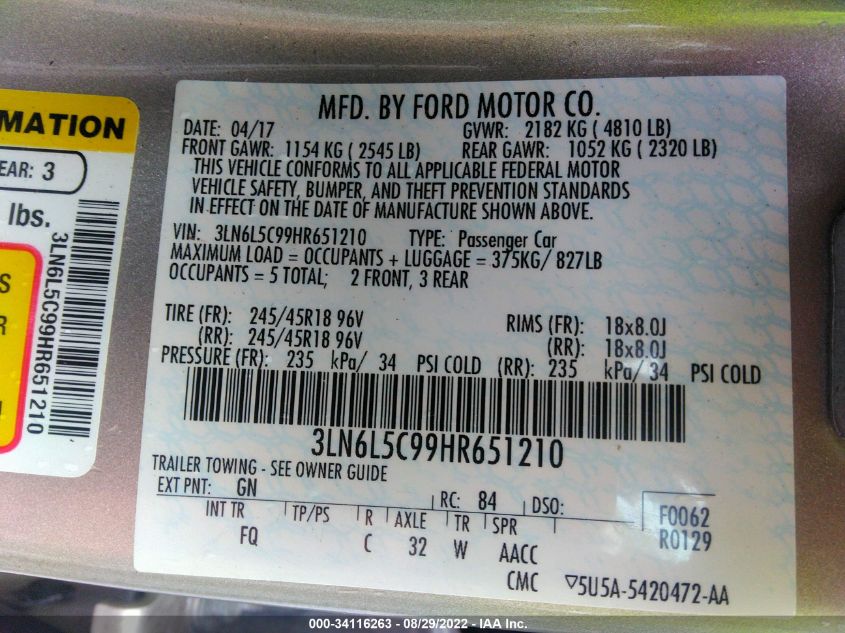 MATION
EAR: 3
lbs.
3LN6L5C99HR651210
S
R
MFD. BY FORD MOTOR CO.
DATE: 04/17 GVWR: 2182 KG ( 4810 LB)
FRONT GAWR: 1154 KG ( 2545 LB) REAR GAWR: 1052 KG ( 2320 LB)
THIS VEHICLE CONFORMS TO ALL APPLICABLE FEDERAL MOTOR
VEHICLE SAFETY, BUMPER, AND THEFT PREVENTION STANDARDS
IN EFFECT ON THE DATE OF MANUFACTURE SHOWN ABOVE.
VIN: 3LN6L5C99HR651210 TYPE: Passenger Car
MAXIMUM LOAD = OCCUPANTS + LUGGAGE = 375KG/ 827LB
OCCUPANTS = 5 TOTAL; 2 FRONT, 3 REAR
TIRE (FR): 245/45R18 96V RIMS (FR): 18x8.0J
(RR): 245/45R18 96V (RR): 18x8.0J
PRESSURE (FR): 235 kPa/ 34 PSI COLD (RR): 235 kPa/ 34 PSI COLD
3LN6L5C99HR651210
TRAILER TOWING - SEE OWNER GUIDE
EXT PNT: GN RC: 84 DSO: F0062
INT TR TP/PS R AXLE TR SPR R0129
FQ C 32 W AACC
CMC ▽5U5A-5420472-AA
000-34116263 - 08/29/2022 - IAA Inc.